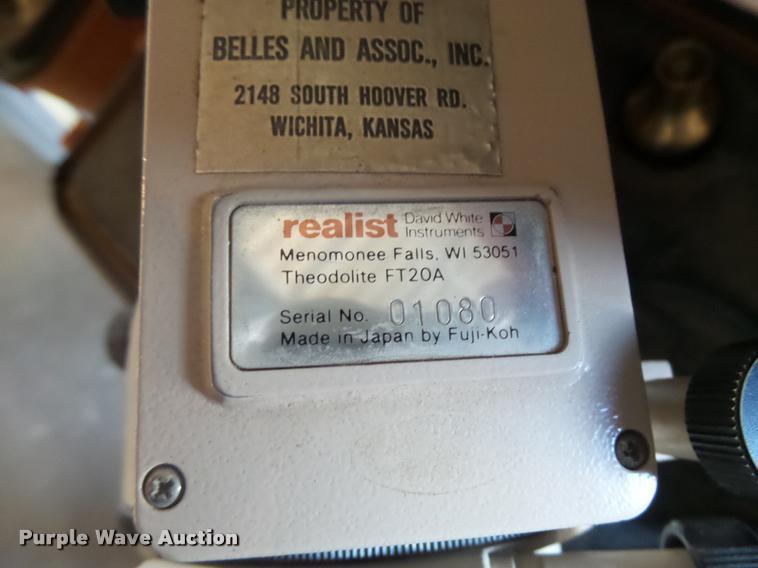 PROPERTY OF
BELLES AND ASSOC., INC.
2148 SOUTH HOOVER RD.
WICHITA, KANSAS
realist David White Instruments
Menomonee Falls, WI 53051
Theodolite FT20A
Serial No. 01080
Made in Japan by Fuji-Koh
Purple Wave Auction